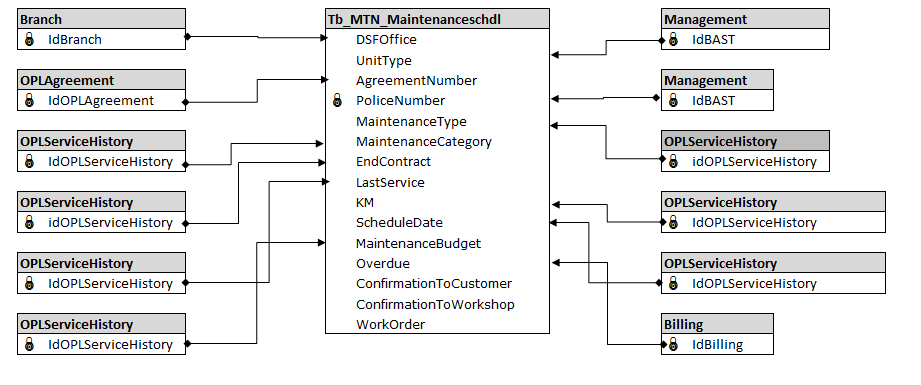 Branch
IdBranch
OPLAgreement
IdOPLAgreement
OPLServiceHistory
IdOPLServiceHistory
OPLServiceHistory
idOPLServiceHistory
OPLServiceHistory
IdOPLServiceHistory
OPLServiceHistory
IdOPLServiceHistory
Tb_MTN_Maintenanceschdl
DSFOffice
UnitType
AgreementNumber
PoliceNumber
MaintenanceType
MaintenanceCategory
EndContract
LastService
KM
ScheduleDate
MaintenanceBudget
Overdue
ConfirmationToCustomer
ConfirmationToWorkshop
WorkOrder
Management
IdBAST
Management
IdBAST
OPLServiceHistory
idOPLServiceHistory
OPLServiceHistory
IdOPLServiceHistory
OPLServiceHistory
IdOPLServiceHistory
Billing
IdBilling